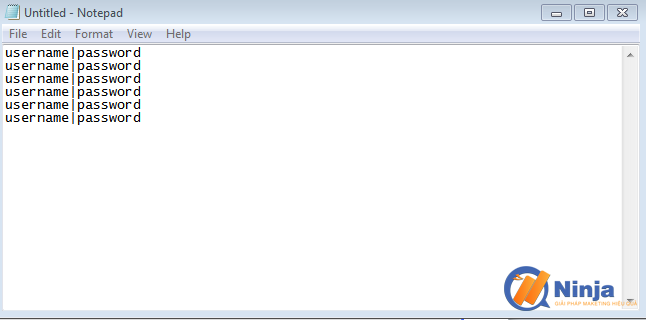 Untitled - Notepad
File Edit Format View Help
username|password
username|password
username|password
username|password
username|password
username|password
Ninja
GIẢI PHÁP MAKETING HIỆU QUẢ